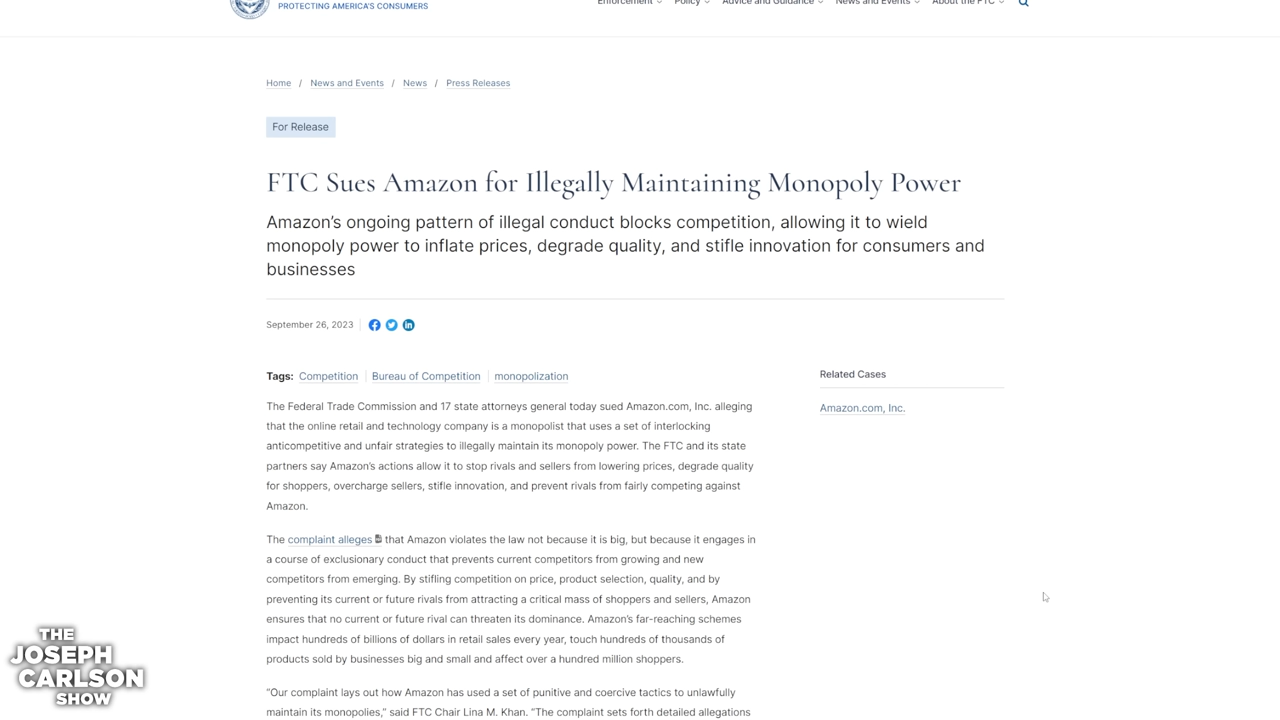 PROTECTING AMERICA'S CONSUMERS
Enforcement Policy Advice and Guidance News and Events About the FTC
Home / News and Events / News / Press Releases
For Release
FTC Sues Amazon for Illegally Maintaining Monopoly Power
Amazon's ongoing pattern of illegal conduct blocks competition, allowing it to wield
monopoly power to inflate prices, degrade quality, and stifle innovation for consumers and
businesses
September 26, 2023
Tags: Competition Bureau of Competition monopolization
The Federal Trade Commission and 17 state attorneys general today sued Amazon.com, Inc. alleging
that the online retail and technology company is a monopolist that uses a set of interlocking
anticompetitive and unfair strategies to illegally maintain its monopoly power. The FTC and its state
partners say Amazon's actions allow it to stop rivals and sellers from lowering prices, degrade quality
for shoppers, overcharge sellers, stifle innovation, and prevent rivals from fairly competing against
Amazon.
The complaint alleges that Amazon violates the law not because it is big, but because it engages in
a course of exclusionary conduct that prevents current competitors from growing and new
competitors from emerging. By stifling competition on price, product selection, quality, and by
preventing its current or future rivals from attracting a critical mass of shoppers and sellers, Amazon
ensures that no current or future rival can threaten its dominance. Amazon's far-reaching schemes
impact hundreds of billions of dollars in retail sales every year, touch hundreds of thousands of
products sold by businesses big and small and affect over a hundred million shoppers.
"Our complaint lays out how Amazon has used a set of punitive and coercive tactics to unlawfully
maintain its monopolies," said FTC Chair Lina M. Khan. "The complaint sets forth detailed allegations
Related Cases
Amazon.com, Inc.
THE
JOSEPH
CARLSON
SHOW